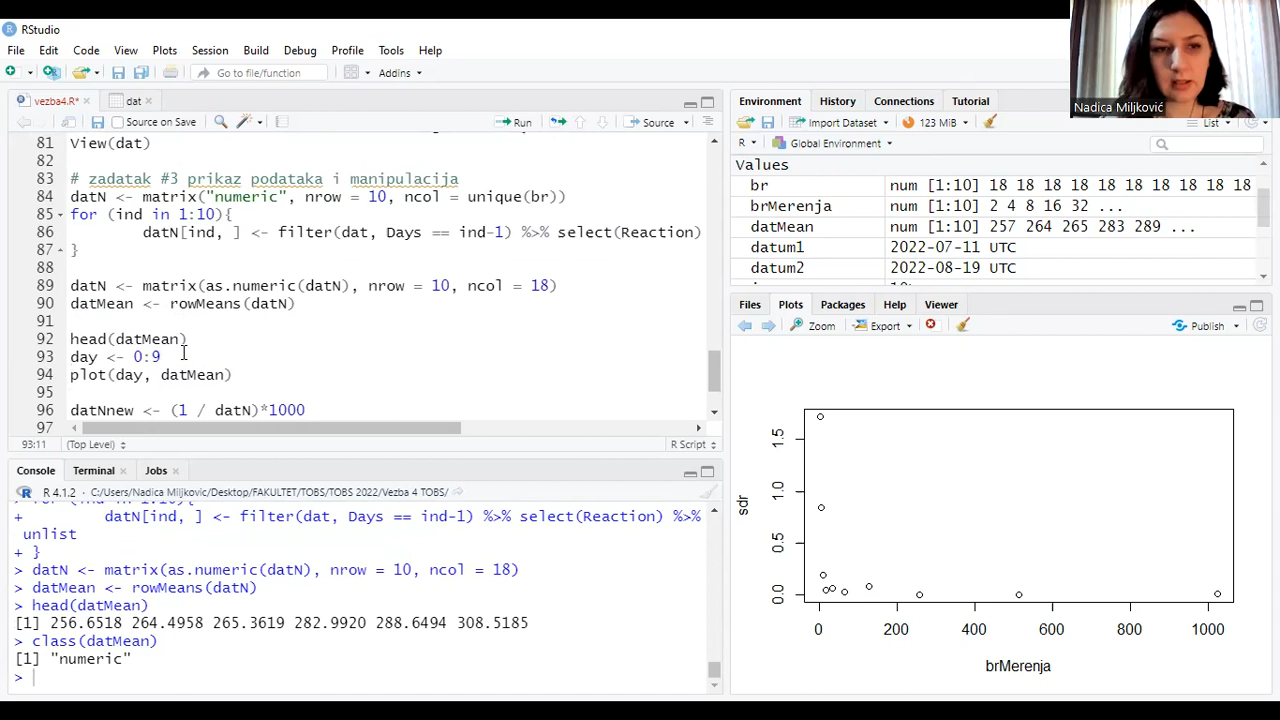 RStudio
File Edit Code View Plots Session Build Debug Profile Tools Help
Go to file/function Addins
Nadica Miljković
vezba4.R* dat
Source on Save Run Source
81 View(dat)
82
83 # zadatak #3 prikaz podataka i manipulacija
84 datN <- matrix("numeric", nrow = 10, ncol = unique(br))
85 for (ind in 1:10){
86 datN[ind, ] <- filter(dat, Days == ind-1) %>% select(Reaction)
87 }
88
89 datN <- matrix(as.numeric(datN), nrow = 10, ncol = 18)
90 datMean <- rowMeans(datN)
91
92 head(datMean)
93 day <- 0:9
94 plot(day, datMean)
95
96 datNnew <- (1 / datN)*1000
97
93:11 (Top Level) R Script
Console Terminal Jobs
R 4.1.2 . C:/Users/Nadica Miljkovic/Desktop/FAKULTET/TOBS/TOBS 2022/Vezba 4 TOBS/
> for (ind in 1:10){
+ datN[ind, ] <- filter(dat, Days == ind-1) %>% select(Reaction) %>%
unlist
+ }
> datN <- matrix(as.numeric(datN), nrow = 10, ncol = 18)
> datMean <- rowMeans(datN)
> head(datMean)
[1] 256.6518 264.4958 265.3619 282.9920 288.6494 308.5185
> class(datMean)
[1] "numeric"
>
Environment History Connections Tutorial
Import Dataset 123 MiB List
R Global Environment
Values
br num [1:10] 18 18 18 18 18 18 18 18 18 18
brMerenja num [1:10] 2 4 8 16 32 ...
datMean num [1:10] 257 264 265 283 289 ...
datum1 2022-07-11 UTC
datum2 2022-08-19 UTC
Files Plots Packages Help Viewer
Zoom Export Publish
sdr
1.5
1.0
0.5
0.0
0 200 400 600 800 1000
brMerenja